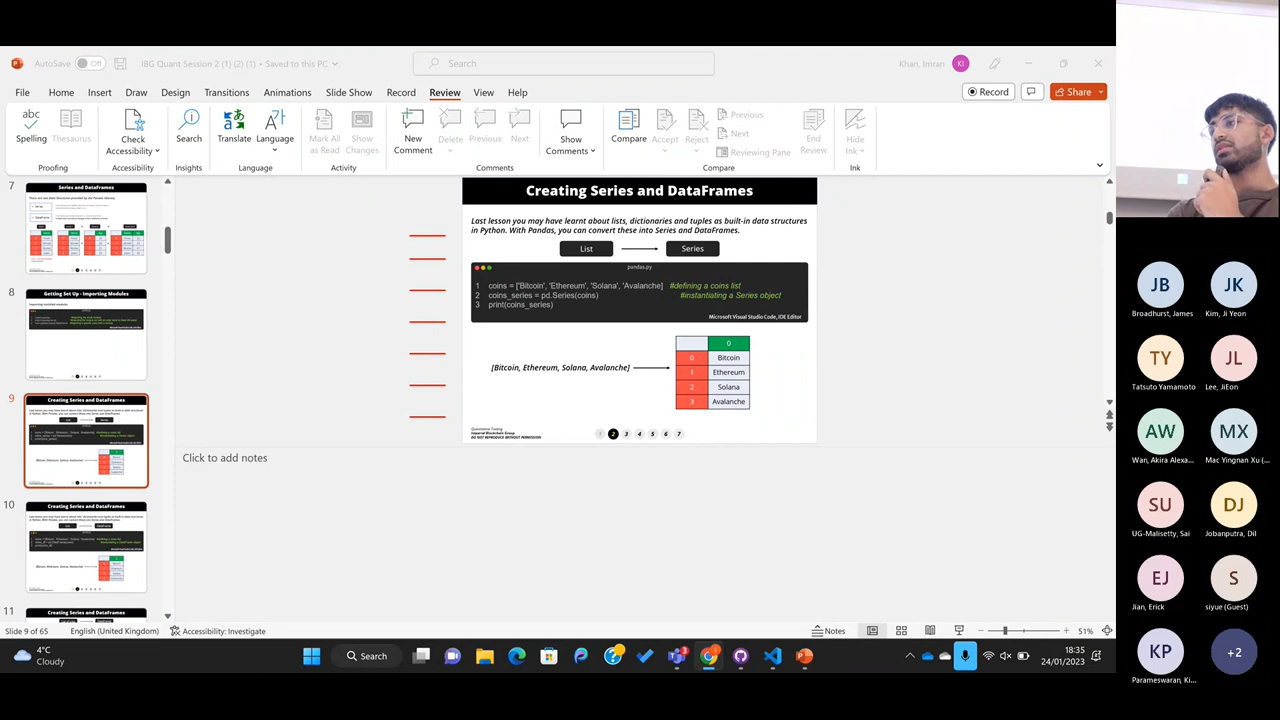 AutoSave Off
IBG Quant Session 2 (1) (2) (1) • Saved to this PC
Search
Khan, Imran
KI
File Home Insert Draw Design Transitions Animations Slide Show Record Review View Help
Record
Share
abc
Spelling
Thesaurus
Check
Accessibility
Search
Translate
Language
Mark All
as Read
Show
Changes
New
Comment
Delete
Previous
Next
Show
Comments
Compare
Accept
Reject
Previous
Next
Reviewing Pane
End
Review
Hide
Ink
Proofing
Accessibility
Insights
Language
Activity
Comments
Compare
Ink
7
Series and DataFrames
8
Getting Set Up - Importing Modules
9
Creating Series and DataFrames
10
Creating Series and DataFrames
11
Creating Series and DataFrames
Creating Series and DataFrames
Last lesson you may have learnt about lists, dictionaries and tuples as built-in data structures
in Python. With Pandas, you can convert these into Series and DataFrames.
List
Series
pandas.py
1 coins = ['Bitcoin', 'Ethereum', 'Solana', 'Avalanche] #defining a coins list
2 coins_series = pd.Series(coins) #instantiating a Series object
3 print(coins_series)
Microsoft Visual Studio Code, IDE Editor
[Bitcoin, Ethereum, Solana, Avalanche]
0
0 Bitcoin
1 Ethereum
2 Solana
3 Avalanche
Quantitative Trading
Imperial Blockchain Group
DO NOT REPRODUCE WITHOUT PERMISSION
1 2 3 4 5 6 7
Click to add notes
Slide 9 of 65
English (United Kingdom)
Accessibility: Investigate
Notes
51%
4°C
Cloudy
Search
3
18:35
24/01/2023
JB
Broadhurst, James
JK
Kim, Ji Yeon
TY
Tatsuto Yamamoto
JL
Lee, JiEon
AW
Wan, Akira Alexa...
MX
Mac Yingnan Xu (...
SU
UG-Malisetty, Sai
DJ
Jobanputra, Dil
EJ
Jian, Erick
S
siyue (Guest)
KP
Parameswaran, Ki...
+2